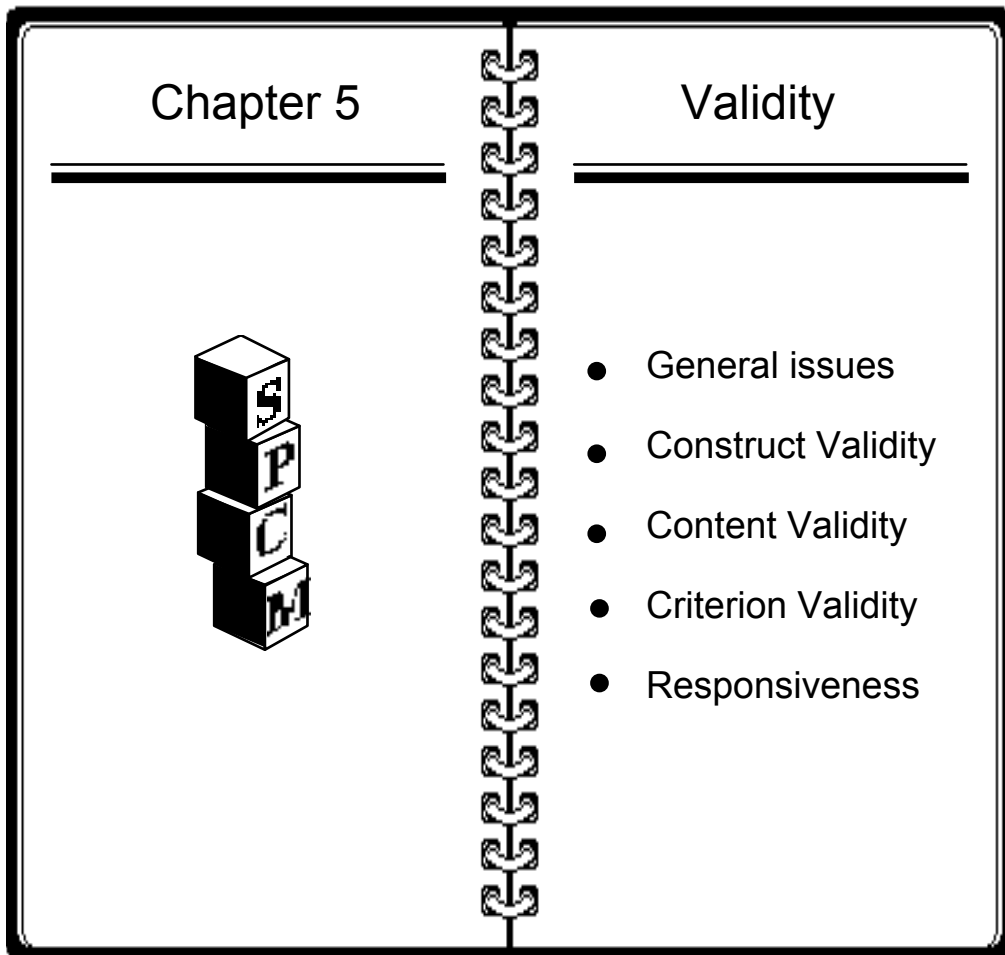 Chapter 5
S
P
C
M
Validity
● General issues
● Construct Validity
● Content Validity
● Criterion Validity
● Responsiveness